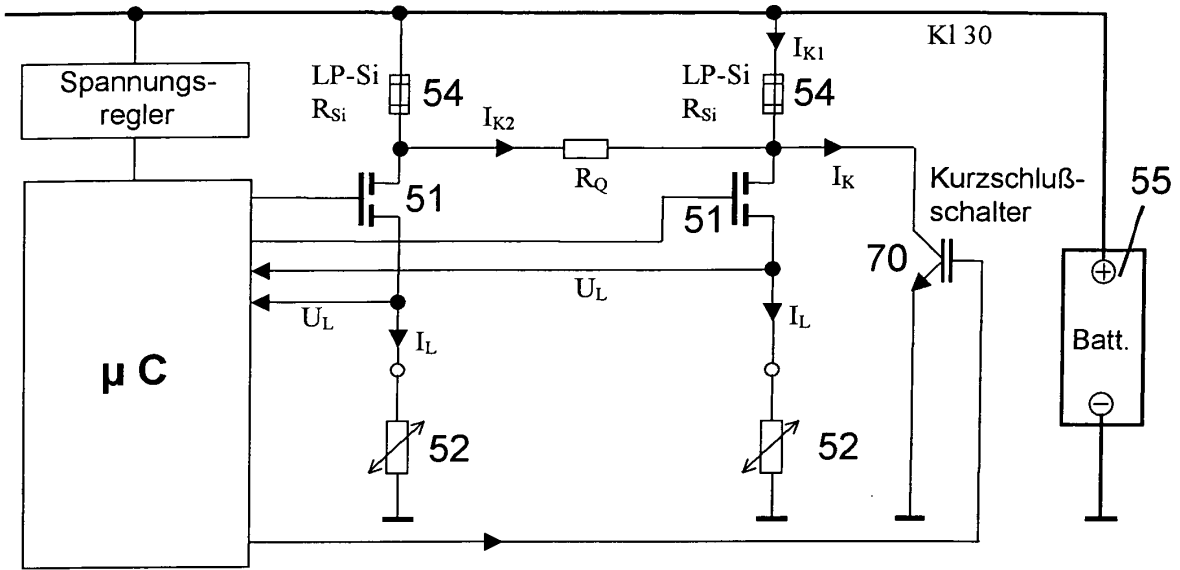 Kl 30
I_K1
Spannungs-
regler
LP-Si
R_Si
54
LP-Si
R_Si
54
I_K2
R_Q
I_K
51
51
Kurzschluß-
schalter
55
70
U_L
U_L
I_L
I_L
µ C
+
Batt.
−
52
52